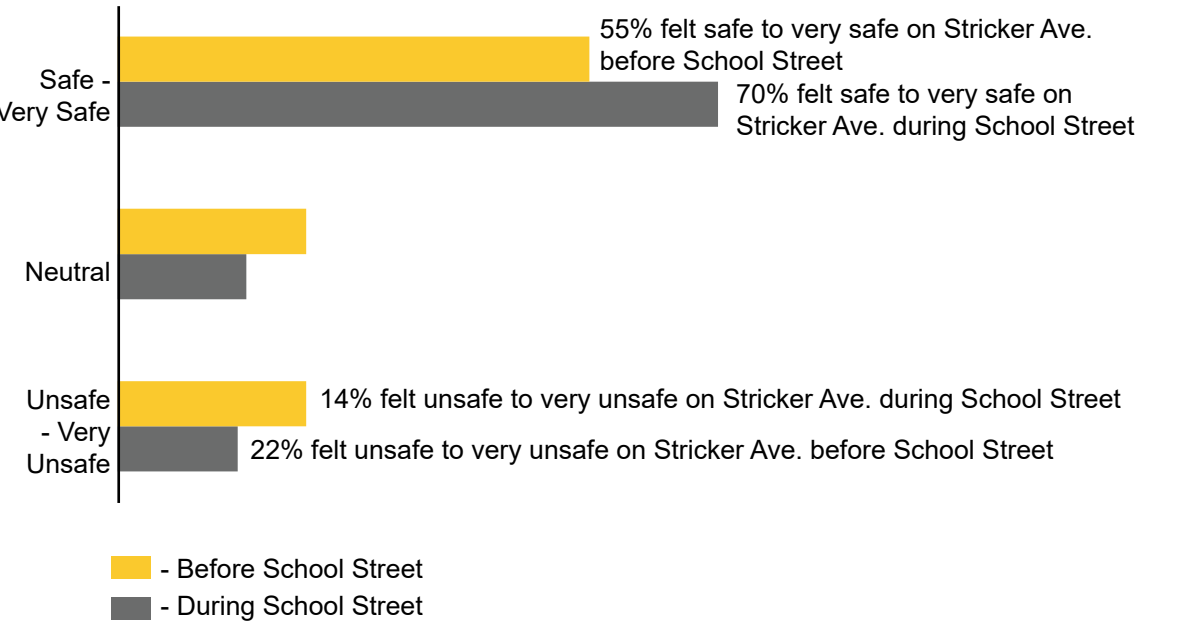 55% felt safe to very safe on Stricker Ave.
before School Street
Safe -
Very Safe
70% felt safe to very safe on
Stricker Ave. during School Street
Neutral
Unsafe
- Very
Unsafe
14% felt unsafe to very unsafe on Stricker Ave. during School Street
22% felt unsafe to very unsafe on Stricker Ave. before School Street
- Before School Street
- During School Street